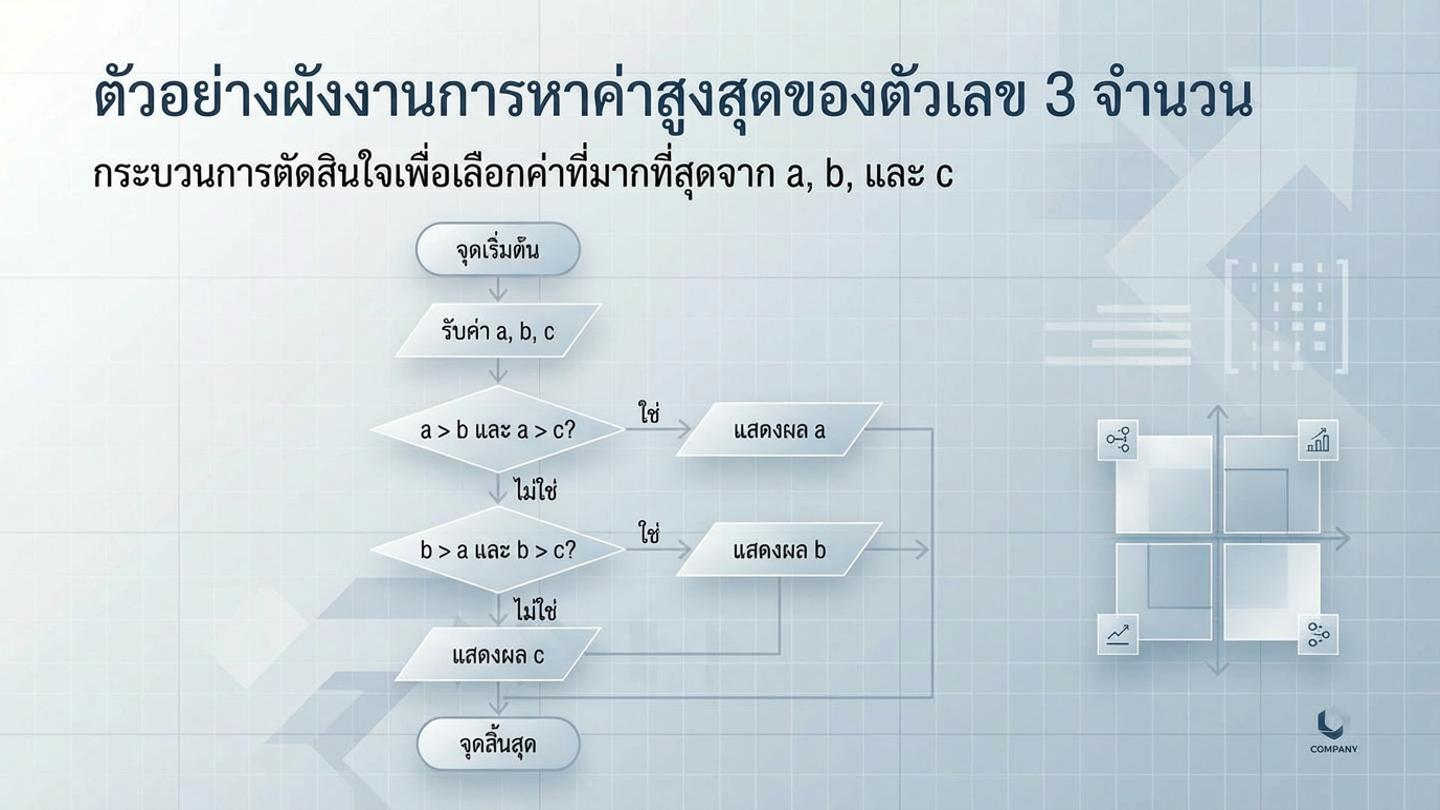 ตัวอย่างผังงานการหาค่าสูงสุดของตัวเลข 3 จำนวน
กระบวนการตัดสินใจเพื่อเลือกค่าที่มากที่สุดจาก a, b, และ c
จุดเริ่มต้น
รับค่า a, b, c
a > b และ a > c?
ใช่
แสดงผล a
ไม่ใช่
b > a และ b > c?
ใช่
แสดงผล b
ไม่ใช่
แสดงผล c
จุดสิ้นสุด
COMPANY